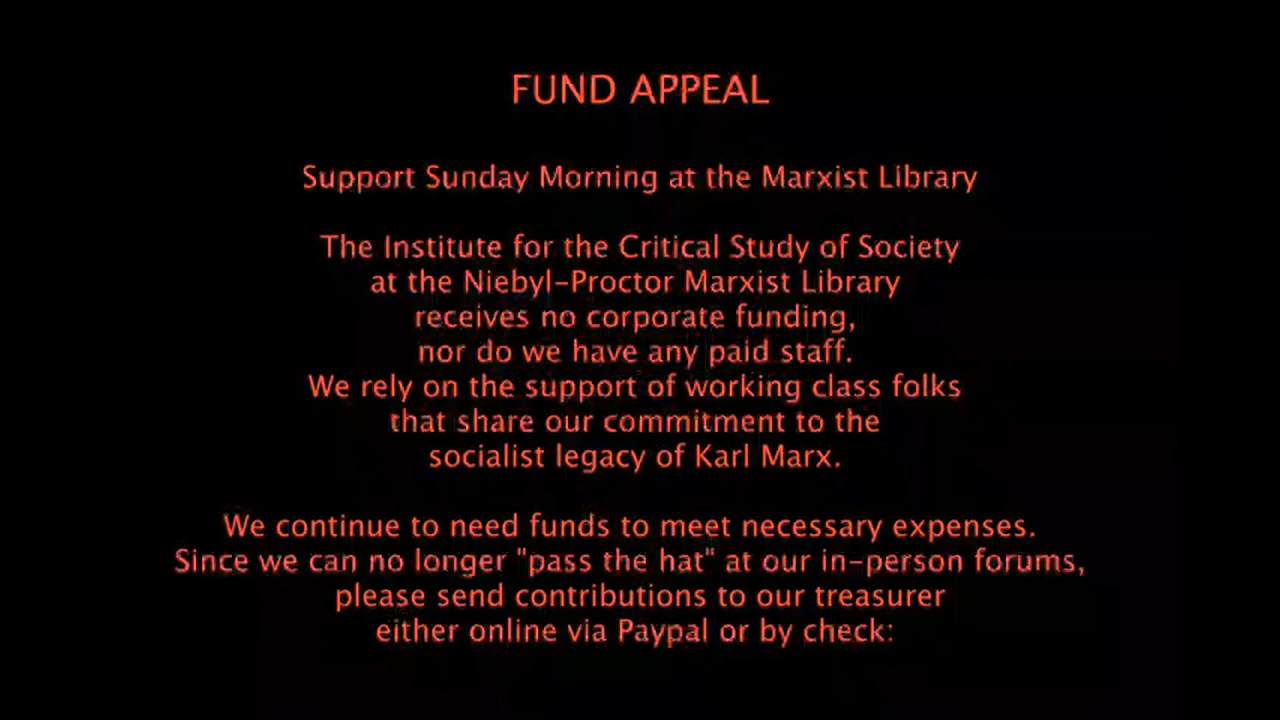 FUND APPEAL
Support Sunday Morning at the Marxist Library
The Institute for the Critical Study of Society
at the Niebyl-Proctor Marxist Library
receives no corporate funding,
nor do we have any paid staff.
We rely on the support of working class folks
that share our commitment to the
socialist legacy of Karl Marx.
We continue to need funds to meet necessary expenses.
Since we can no longer "pass the hat" at our in-person forums,
please send contributions to our treasurer
either online via Paypal or by check: